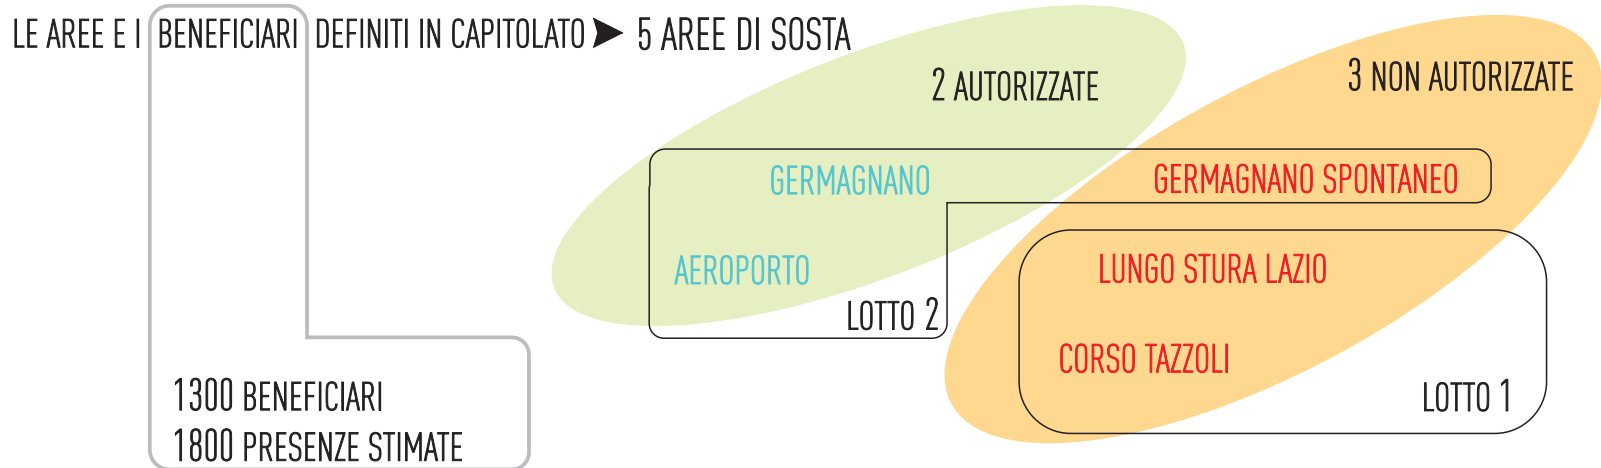 LE AREE E I BENEFICIARI DEFINITI IN CAPITOLATO ➤ 5 AREE DI SOSTA
2 AUTORIZZATE
3 NON AUTORIZZATE
GERMAGNANO
GERMAGNANO SPONTANEO
AEROPORTO
LUNGO STURA LAZIO
LOTTO 2
CORSO TAZZOLI
LOTTO 1
1300 BENEFICIARI
1800 PRESENZE STIMATE